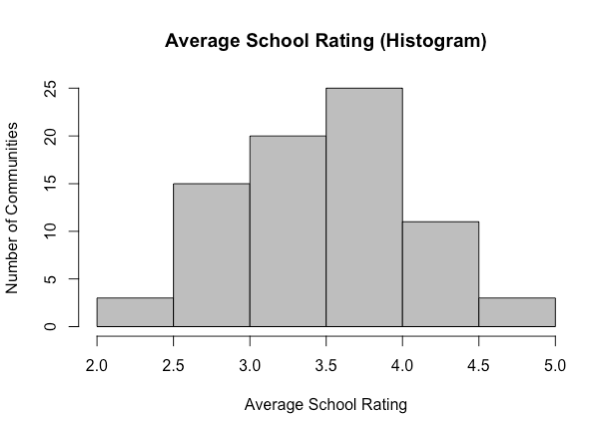 Average School Rating (Histogram)
Number of Communities
25
20
15
10
5
0
2.0 2.5 3.0 3.5 4.0 4.5 5.0
Average School Rating